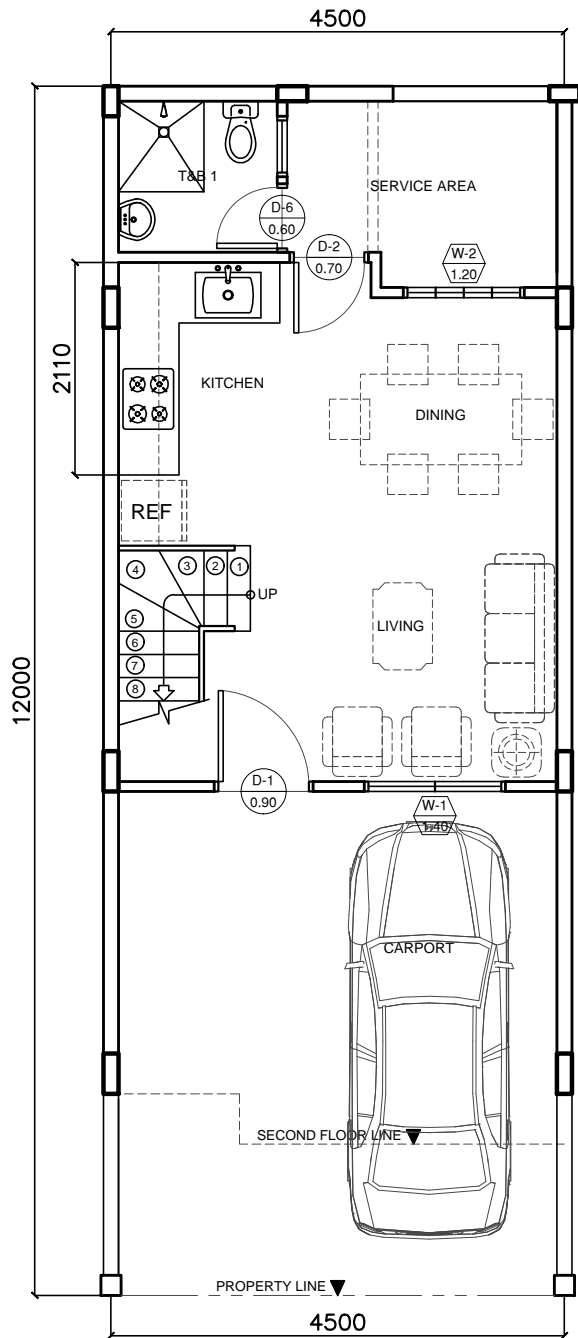 4500
T&B 1
SERVICE AREA
D-6
0.60
D-2
0.70
W-2
1.20
2110
KITCHEN
DINING
REF
4
3
2
1
UP
5
6
7
8
LIVING
12000
D-1
0.90
W-1
1.40
CARPORT
SECOND FLOOR LINE
PROPERTY LINE
4500